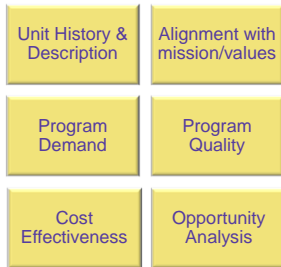 Unit History &
Description
Alignment with
mission/values
Program
Demand
Program
Quality
Cost
Effectiveness
Opportunity
Analysis